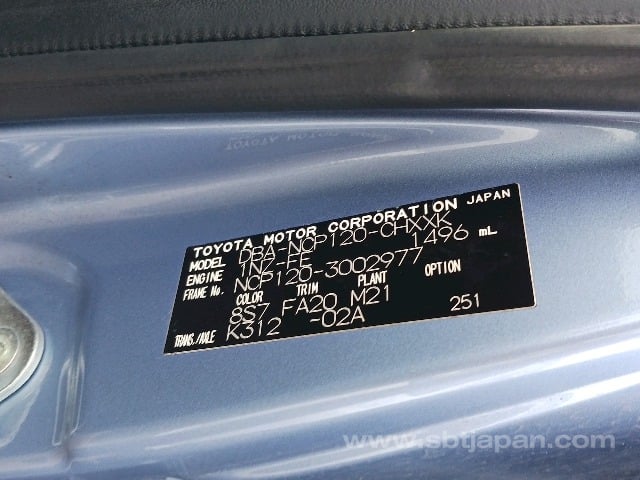 TOYOTA MOTOR CORPORATION JAPAN
MODEL DBA-NCP120-CHXXK
ENGINE 1NZ-FE 1496 mL
FRAME No. NCP120-3002977
COLOR TRIM PLANT OPTION
8S7 FA20 M21
TRANS./AXLE K312 -02A 251
www.sbtjapan.com